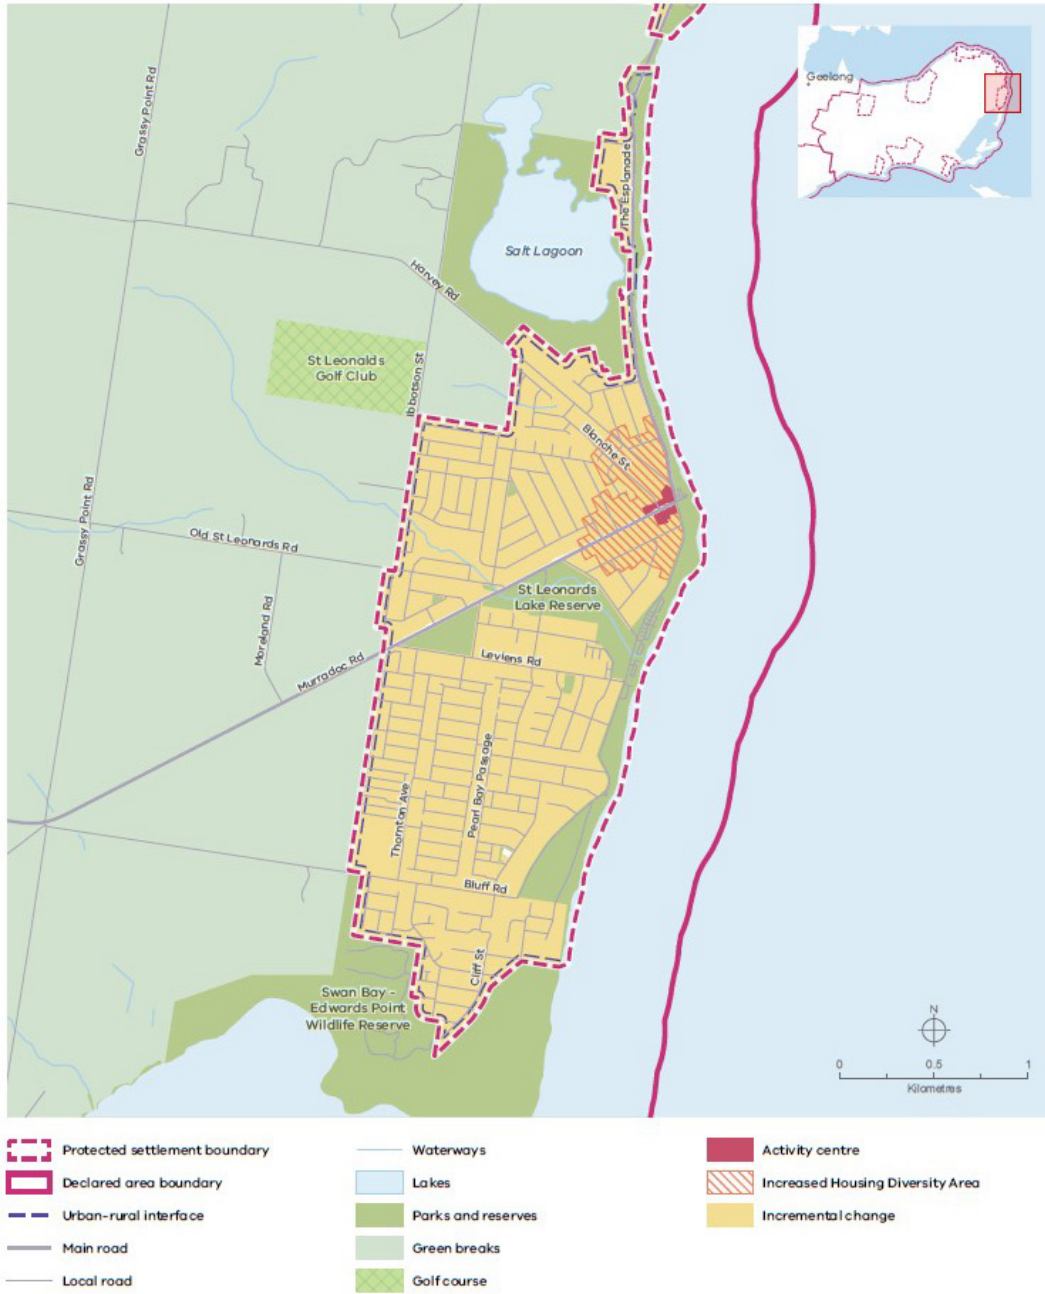 Geelong
Grassy Point Rd
The Esplanade
Salt Lagoon
Harvey Rd
St Leonalds
Golf Club
Ibbotson St
Blanche St
Grassy Point Rd
Old St Leonards Rd
St Leonards
Lake Reserve
Moreland Rd
Murradoc Rd
Leviens Rd
Pearl Bay Passage
Thornton Ave
Bluff Rd
Cliff St
Swan Bay -
Edwards Point
Wildlife Reserve
N
0 0.5 1
Kilometres
Protected settlement boundary
Declared area boundary
Urban-rural interface
Main road
Local road
Waterways
Lakes
Parks and reserves
Green breaks
Golf course
Activity centre
Increased Housing Diversity Area
Incremental change